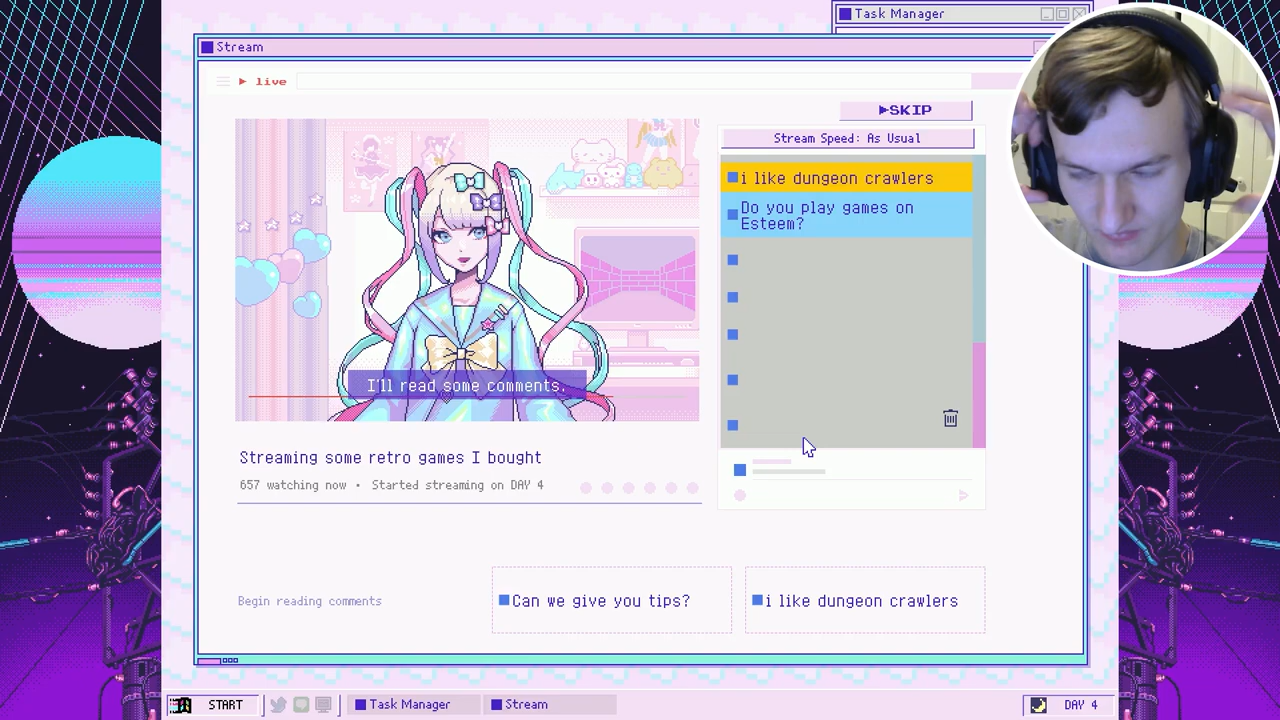 Task Manager
Stream
live
▶SKIP
Stream Speed: As Usual
i like dungeon crawlers
Do you play games on
Esteem?
I'll read some comments.
Streaming some retro games I bought
657 watching now • Started streaming on DAY 4
Begin reading comments
Can we give you tips?
i like dungeon crawlers
START
Task Manager
Stream
DAY 4